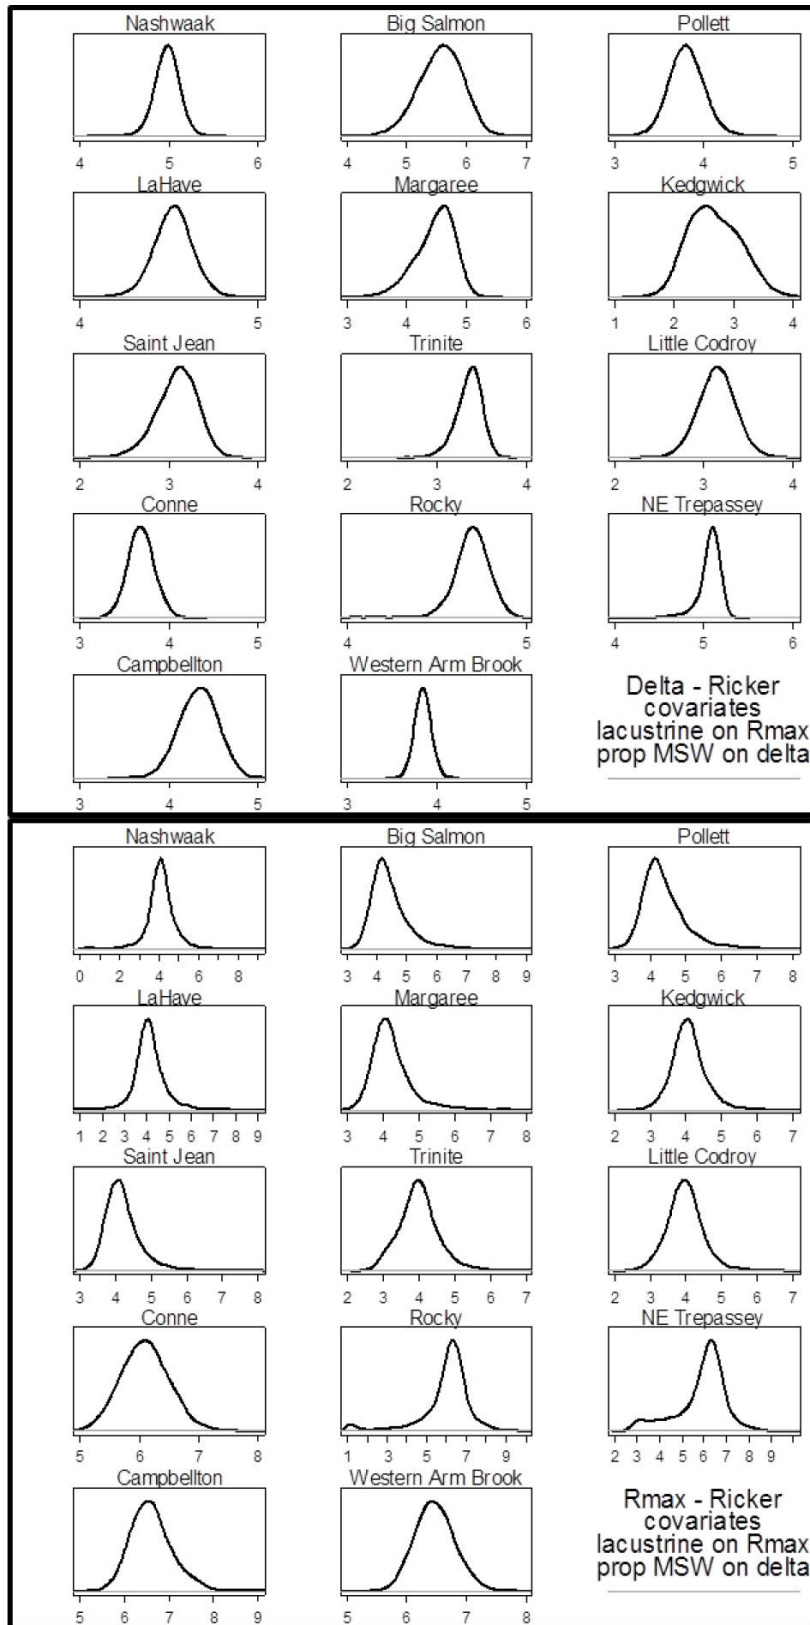 Nashwaak Big Salmon Pollett
4 5 6 4 5 6 7 3 4 5
LaHave Margaree Kedgwick
4 5 3 4 5 6 1 2 3 4
Saint Jean Trinite Little Codroy
2 3 4 2 3 4 2 3 4
Conne Rocky NE Trepassey
3 4 5 4 5 4 5 6
Campbellton Western Arm Brook
3 4 5 3 4 5
Delta - Ricker
covariates
lacustrine on Rmax
prop MSW on delta
Nashwaak Big Salmon Pollett
0 2 4 6 8 3 4 5 6 7 8 9 3 4 5 6 7 8
LaHave Margaree Kedgwick
1 2 3 4 5 6 7 8 9 3 4 5 6 7 8 2 3 4 5 6 7
Saint Jean Trinite Little Codroy
3 4 5 6 7 8 2 3 4 5 6 7 2 3 4 5 6 7
Conne Rocky NE Trepassey
5 6 7 8 1 3 5 7 9 2 3 4 5 6 7 8 9
Campbellton Western Arm Brook
5 6 7 8 9 5 6 7 8
Rmax - Ricker
covariates
lacustrine on Rmax
prop MSW on delta